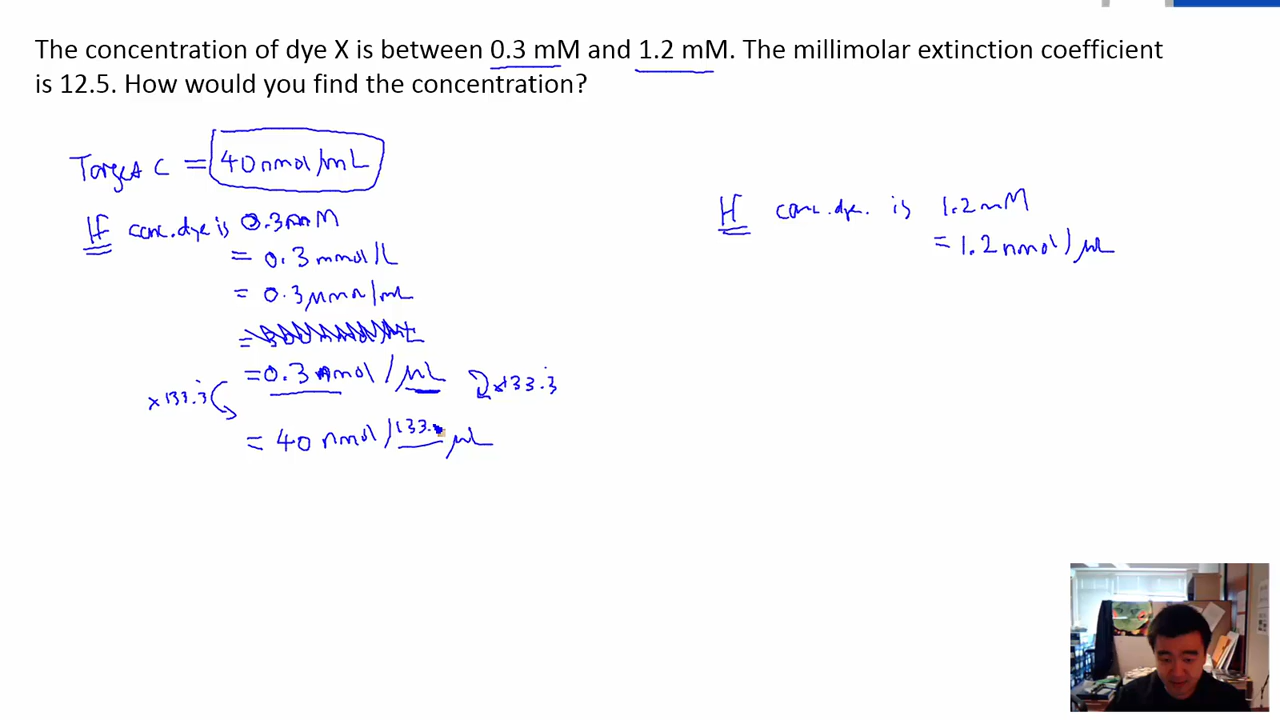 The concentration of dye X is between 0.3 mM and 1.2 mM. The millimolar extinction coefficient
is 12.5. How would you find the concentration?
Target C = 40 nmol/mL
If conc. dye is 0.3 mM
= 0.3 mmol/L
= 0.3 μmol/mL
= 0.3 nmol/μL
×133.3̇
×133.3̇
= 40 nmol/133. μL
If conc. dye. is 1.2 mM
= 1.2 nmol/μL